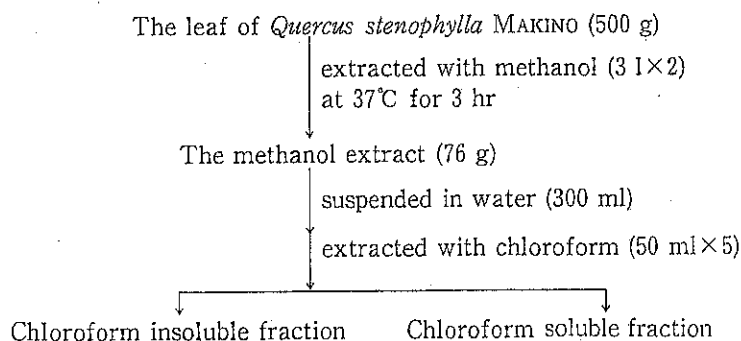 The leaf of Quercus stenophylla MAKINO (500 g)
extracted with methanol (3 l×2)
at 37℃ for 3 hr
The methanol extract (76 g)
suspended in water (300 ml)
extracted with chloroform (50 ml×5)
Chloroform insoluble fraction Chloroform soluble fraction